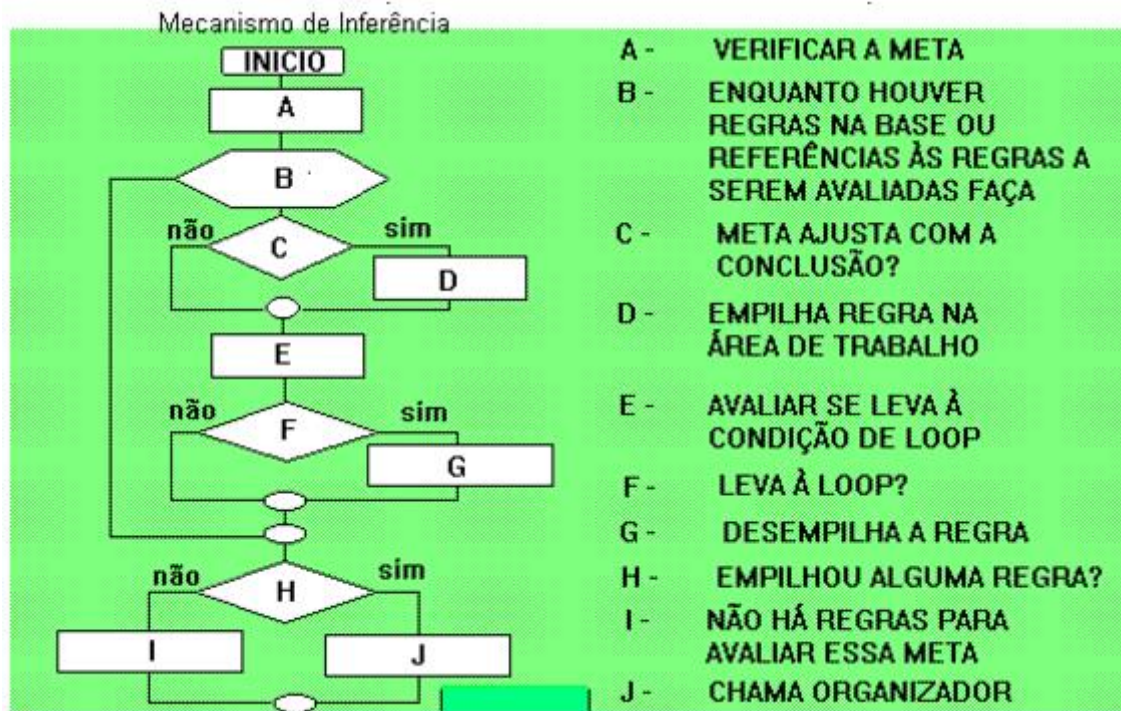 Mecanismo de Inferência
INICIO
A
B
não
sim
C
D
E
não
sim
F
G
não
sim
H
I
J
A - VERIFICAR A META
B - ENQUANTO HOUVER
REGRAS NA BASE OU
REFERÊNCIAS ÀS REGRAS A
SEREM AVALIADAS FAÇA
C - META AJUSTA COM A
CONCLUSÃO?
D - EMPILHA REGRA NA
ÁREA DE TRABALHO
E - AVALIAR SE LEVA À
CONDIÇÃO DE LOOP
F - LEVA À LOOP?
G - DESEMPILHA A REGRA
H - EMPILHOU ALGUMA REGRA?
I - NÃO HÁ REGRAS PARA
AVALIAR ESSA META
J - CHAMA ORGANIZADOR